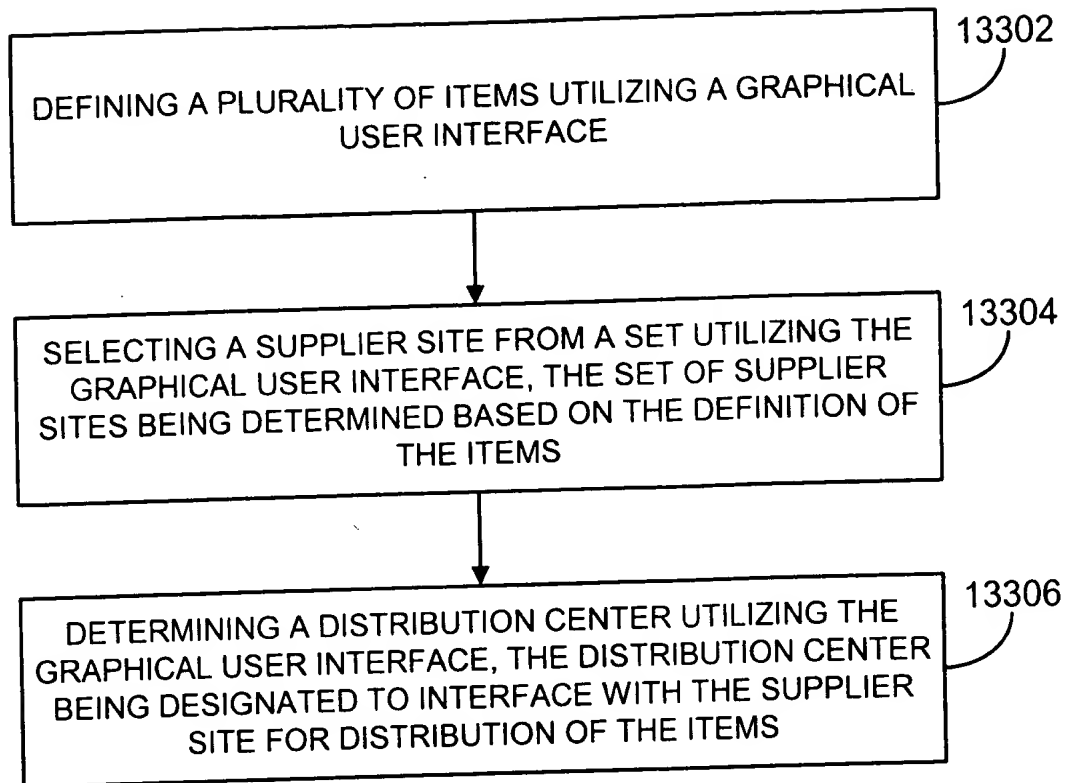 13302
DEFINING A PLURALITY OF ITEMS UTILIZING A GRAPHICAL
USER INTERFACE
13304
SELECTING A SUPPLIER SITE FROM A SET UTILIZING THE
GRAPHICAL USER INTERFACE, THE SET OF SUPPLIER
SITES BEING DETERMINED BASED ON THE DEFINITION OF
THE ITEMS
13306
DETERMINING A DISTRIBUTION CENTER UTILIZING THE
GRAPHICAL USER INTERFACE, THE DISTRIBUTION CENTER
BEING DESIGNATED TO INTERFACE WITH THE SUPPLIER
SITE FOR DISTRIBUTION OF THE ITEMS